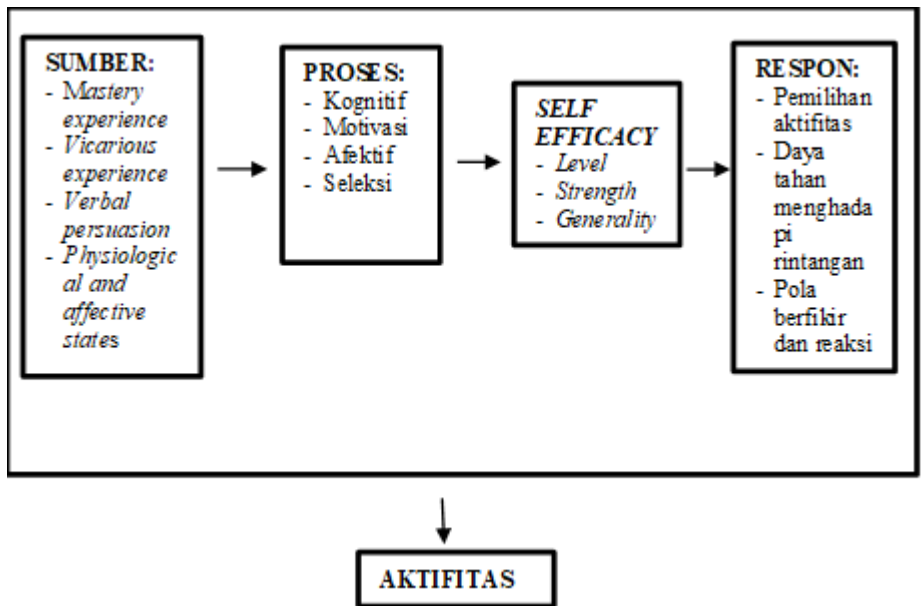 SUMBER:
- Mastery
experience
- Vicarious
experience
- Verbal
persuasion
- Physiologic
al and
affective
states
PROSES:
- Kognitif
- Motivasi
- Afektif
- Seleksi
SELF
EFFICACY
- Level
- Strength
- Generality
RESPON:
- Pemilihan
aktifitas
- Daya
tahan
menghada
pi
rintangan
- Pola
berfikir
dan reaksi
AKTIFITAS